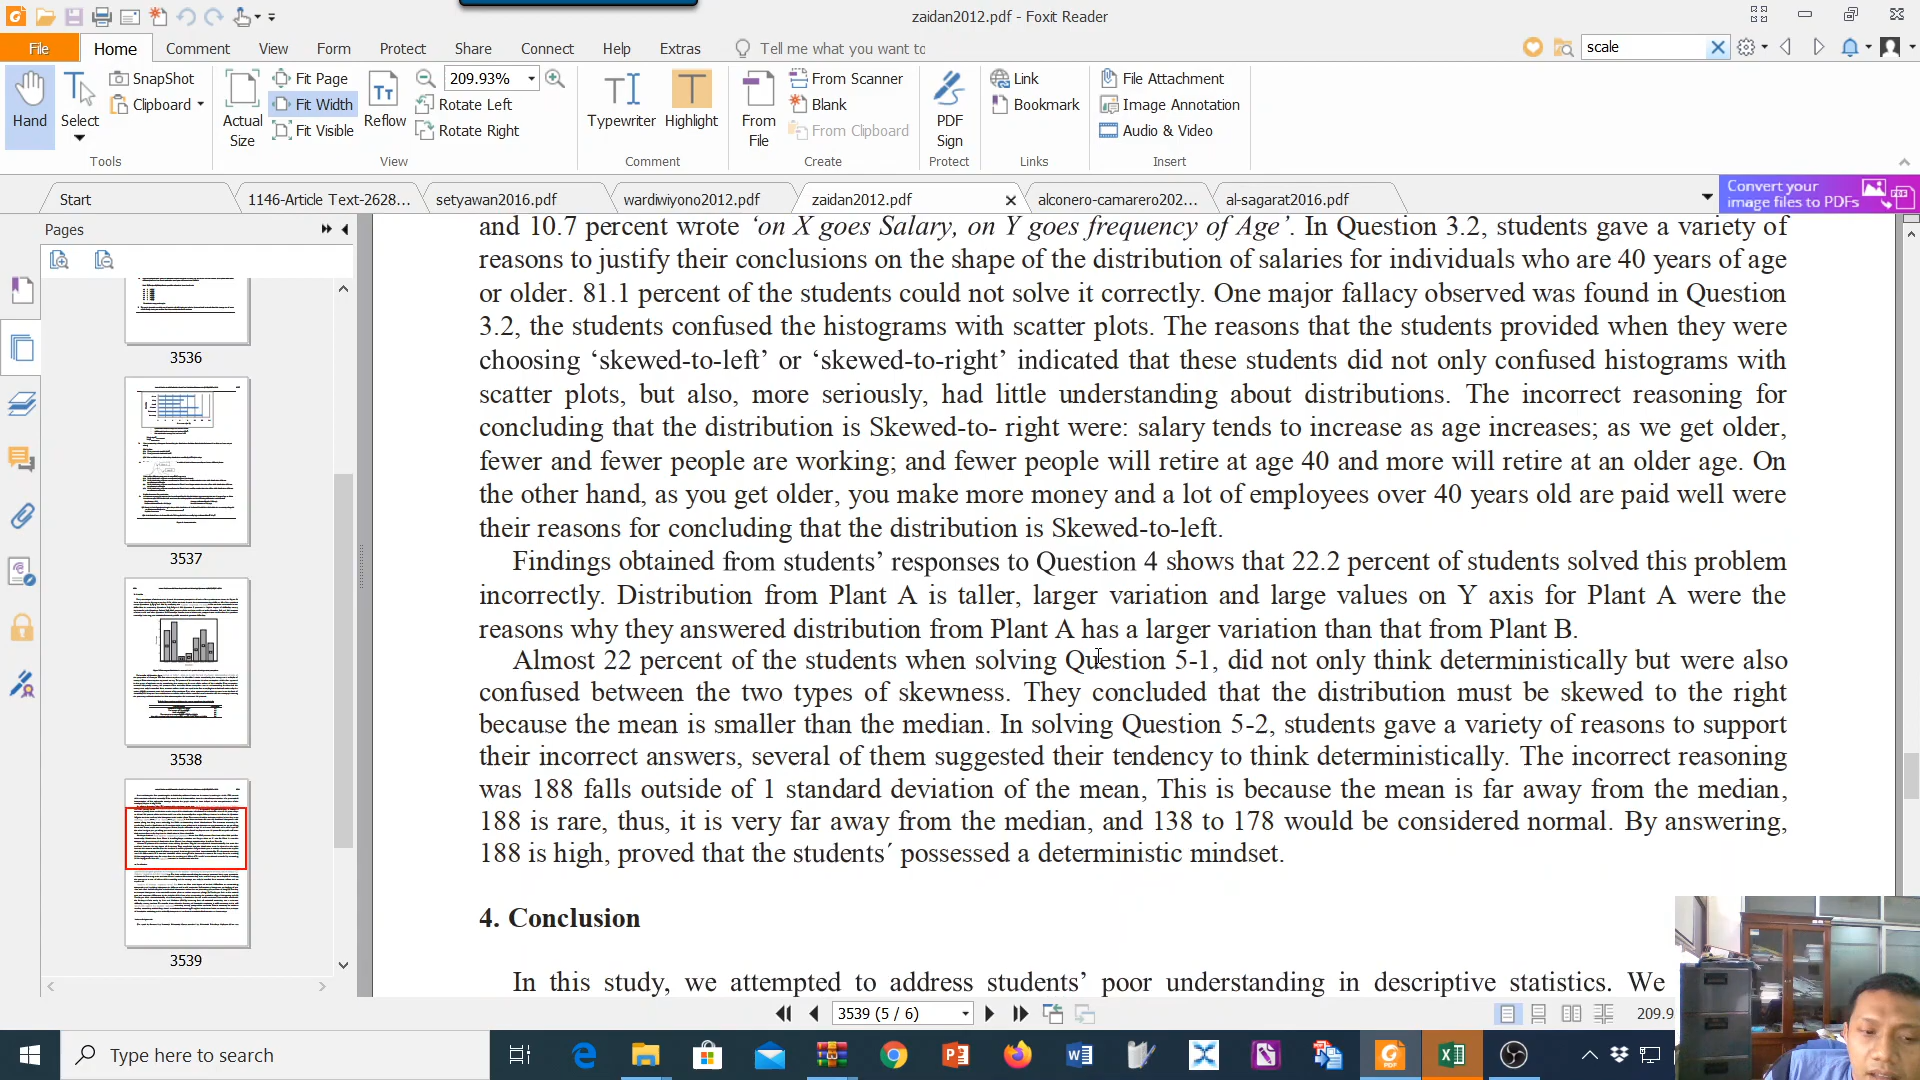 zaidan2012.pdf - Foxit Reader
File Home Comment View Form Protect Share Connect Help Extras Tell me what you want to scale
Hand
Select
SnapShot
Clipboard
Tools
Actual Size
Fit Page
Fit Width
Fit Visible
Reflow
209.93%
Rotate Left
Rotate Right
View
Typewriter
Highlight
Comment
From File
From Scanner
Blank
From Clipboard
Create
PDF Sign
Protect
Link
Bookmark
Links
File Attachment
Image Annotation
Audio & Video
Insert
Start 1146-Article Text-2628... setyawan2016.pdf wardwiyono2012.pdf zaidan2012.pdf alconero-camarero202... al-sagarat2016.pdf
Convert your
image files to PDFs
Pages
3536
3537
3538
3539
and 10.7 percent wrote ‘on X goes Salary, on Y goes frequency of Age’. In Question 3.2, students gave a variety of
reasons to justify their conclusions on the shape of the distribution of salaries for individuals who are 40 years of age
or older. 81.1 percent of the students could not solve it correctly. One major fallacy observed was found in Question
3.2, the students confused the histograms with scatter plots. The reasons that the students provided when they were
choosing ‘skewed-to-left’ or ‘skewed-to-right’ indicated that these students did not only confused histograms with
scatter plots, but also, more seriously, had little understanding about distributions. The incorrect reasoning for
concluding that the distribution is Skewed-to- right were: salary tends to increase as age increases; as we get older,
fewer and fewer people are working; and fewer people will retire at age 40 and more will retire at an older age. On
the other hand, as you get older, you make more money and a lot of employees over 40 years old are paid well were
their reasons for concluding that the distribution is Skewed-to-left.
Findings obtained from students’ responses to Question 4 shows that 22.2 percent of students solved this problem
incorrectly. Distribution from Plant A is taller, larger variation and large values on Y axis for Plant A were the
reasons why they answered distribution from Plant A has a larger variation than that from Plant B.
Almost 22 percent of the students when solving Question 5-1, did not only think deterministically but were also
confused between the two types of skewness. They concluded that the distribution must be skewed to the right
because the mean is smaller than the median. In solving Question 5-2, students gave a variety of reasons to support
their incorrect answers, several of them suggested their tendency to think deterministically. The incorrect reasoning
was 188 falls outside of 1 standard deviation of the mean, This is because the mean is far away from the median,
188 is rare, thus, it is very far away from the median, and 138 to 178 would be considered normal. By answering,
188 is high, proved that the students´ possessed a deterministic mindset.
4. Conclusion
In this study, we attempted to address students’ poor understanding in descriptive statistics. We
3539 (5 / 6)
209.9
Type here to search